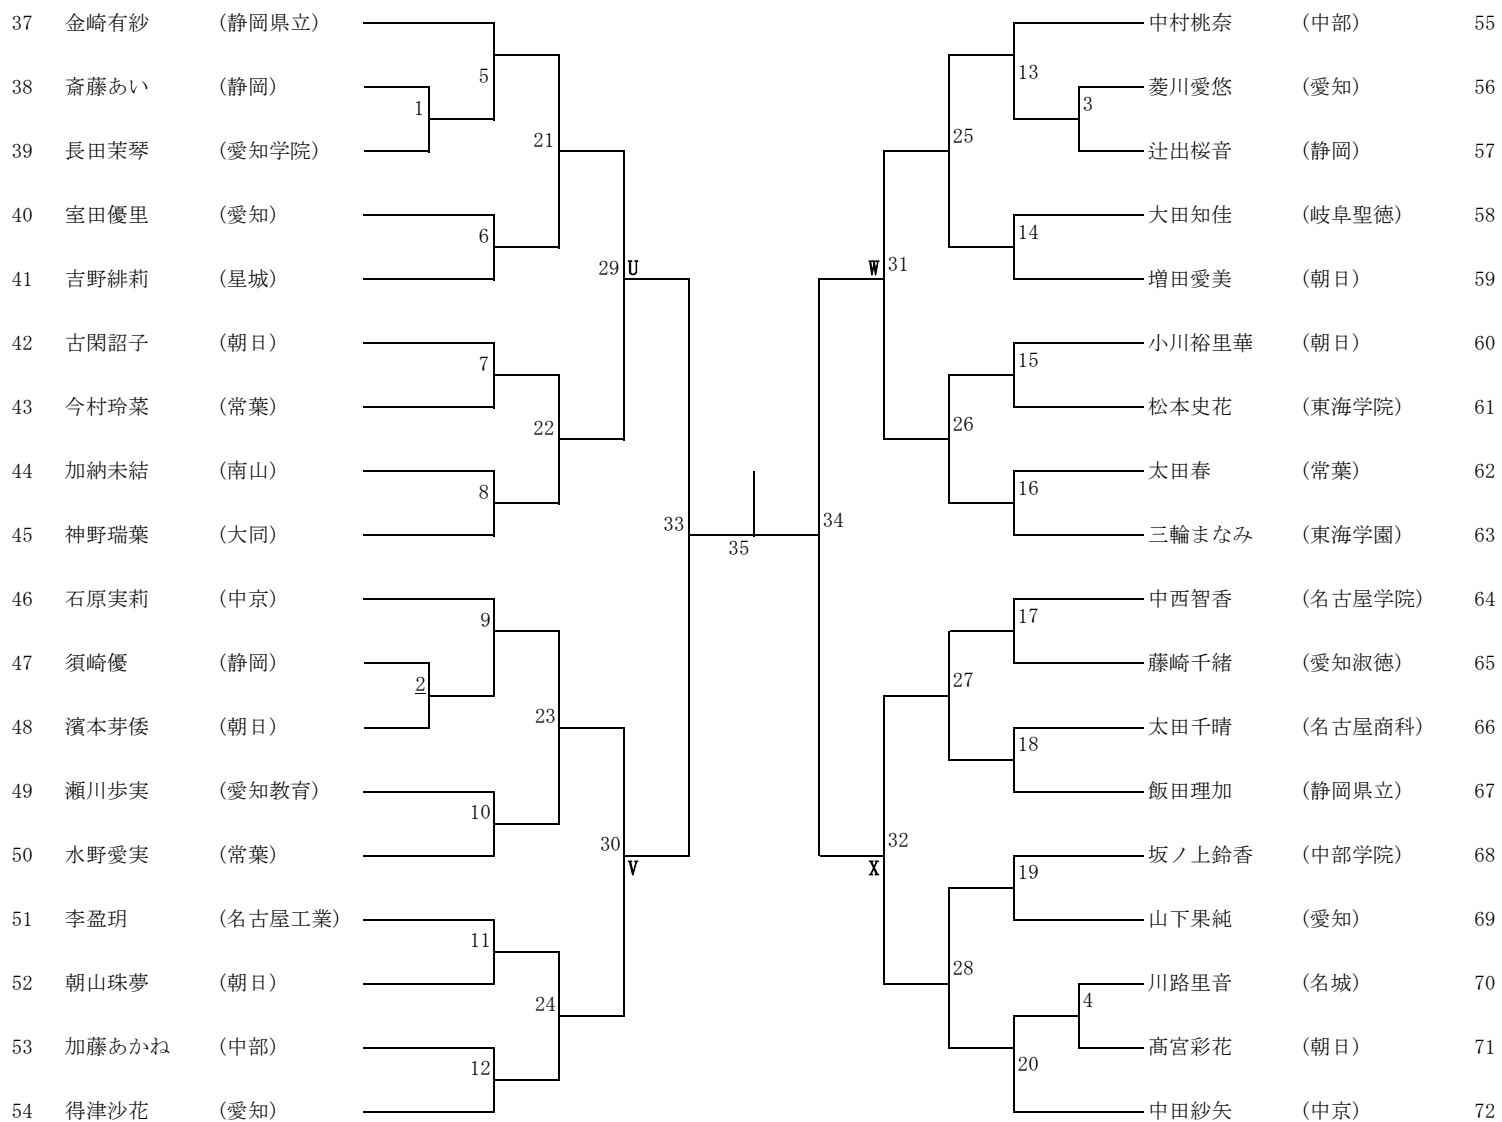 37 金崎有紗 (静岡県立) 中村桃奈 (中部) 55
5 13
38 斎藤あい (静岡) 菱川愛悠 (愛知) 56
1 3
21 25
39 長田茉琴 (愛知学院) 辻出桜音 (静岡) 57
40 室田優里 (愛知) 大田知佳 (岐阜聖徳) 58
6 14
29 U W 31
41 吉野緋莉 (星城) 増田愛美 (朝日) 59
42 古閑詔子 (朝日) 小川裕里華 (朝日) 60
7 15
43 今村玲菜 (常葉) 松本史花 (東海学院) 61
22 26
44 加納未結 (南山) 太田春 (常葉) 62
8 16
33 34
45 神野瑞葉 (大同) 三輪まなみ (東海学園) 63
35
46 石原実莉 (中京) 中西智香 (名古屋学院) 64
9 17
47 須崎優 (静岡) 藤崎千緒 (愛知淑徳) 65
2 27
23
48 濱本芽倭 (朝日) 太田千晴 (名古屋商科) 66
18
49 瀬川歩実 (愛知教育) 飯田理加 (静岡県立) 67
10
30 32
50 水野愛実 (常葉) 坂ノ上鈴香 (中部学院) 68
V X 19
51 李盈玥 (名古屋工業) 山下果純 (愛知) 69
11
28
52 朝山珠夢 (朝日) 川路里音 (名城) 70
24 4
53 加藤あかね (中部) 髙宮彩花 (朝日) 71
12 20
54 得津沙花 (愛知) 中田紗矢 (中京) 72